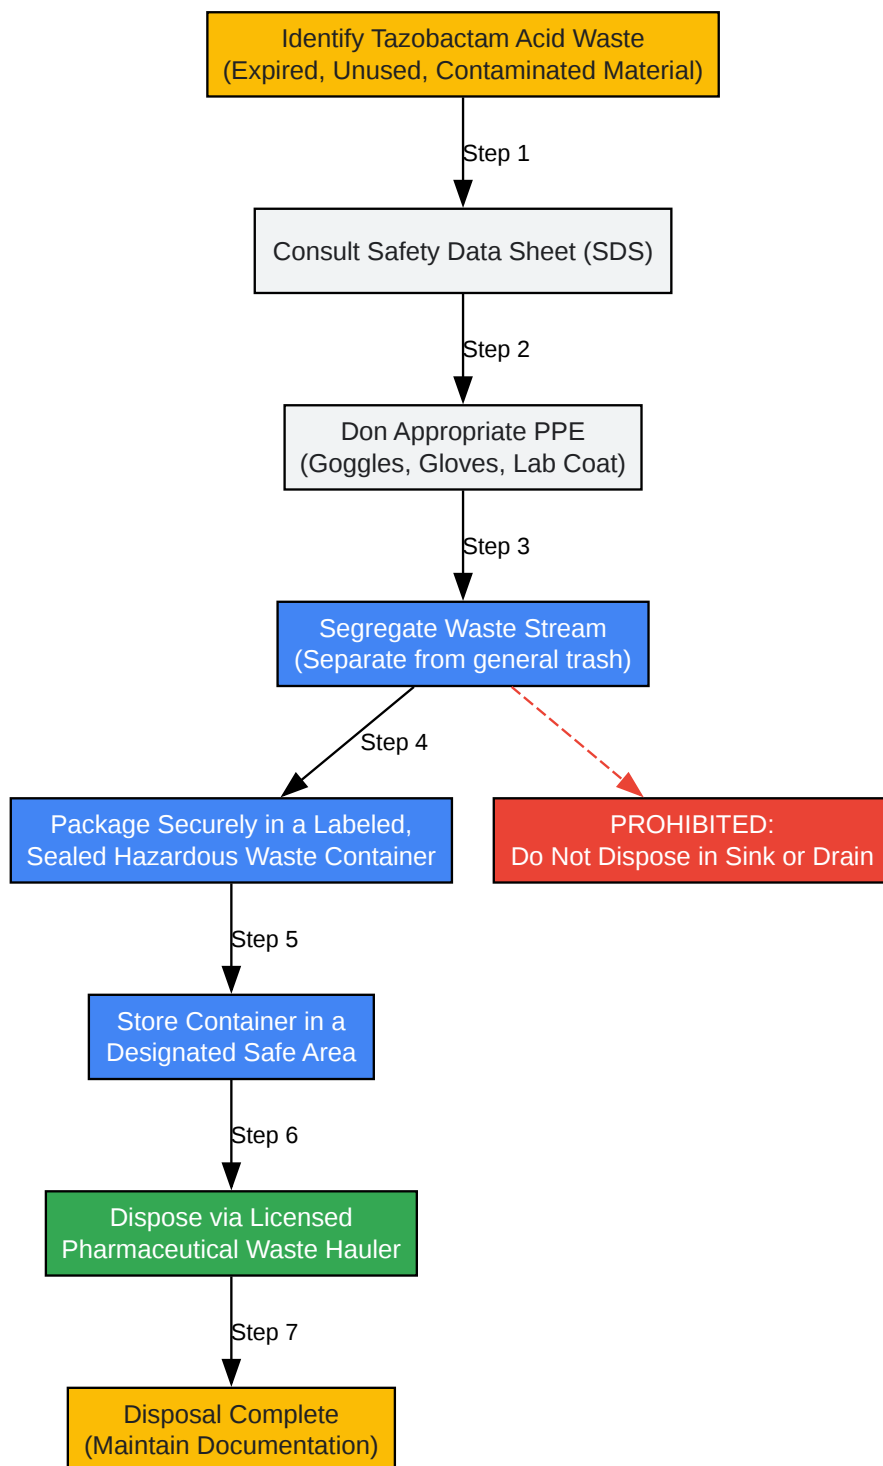 Identify Tazobactam Acid Waste
(Expired, Unused, Contaminated Material)
Step 1
Consult Safety Data Sheet (SDS)
Step 2
Don Appropriate PPE
(Goggles, Gloves, Lab Coat)
Step 3
Segregate Waste Stream
(Separate from general trash)
Step 4
Package Securely in a Labeled,
Sealed Hazardous Waste Container
PROHIBITED:
Do Not Dispose in Sink or Drain
Step 5
Store Container in a
Designated Safe Area
Step 6
Dispose via Licensed
Pharmaceutical Waste Hauler
Step 7
Disposal Complete
(Maintain Documentation)